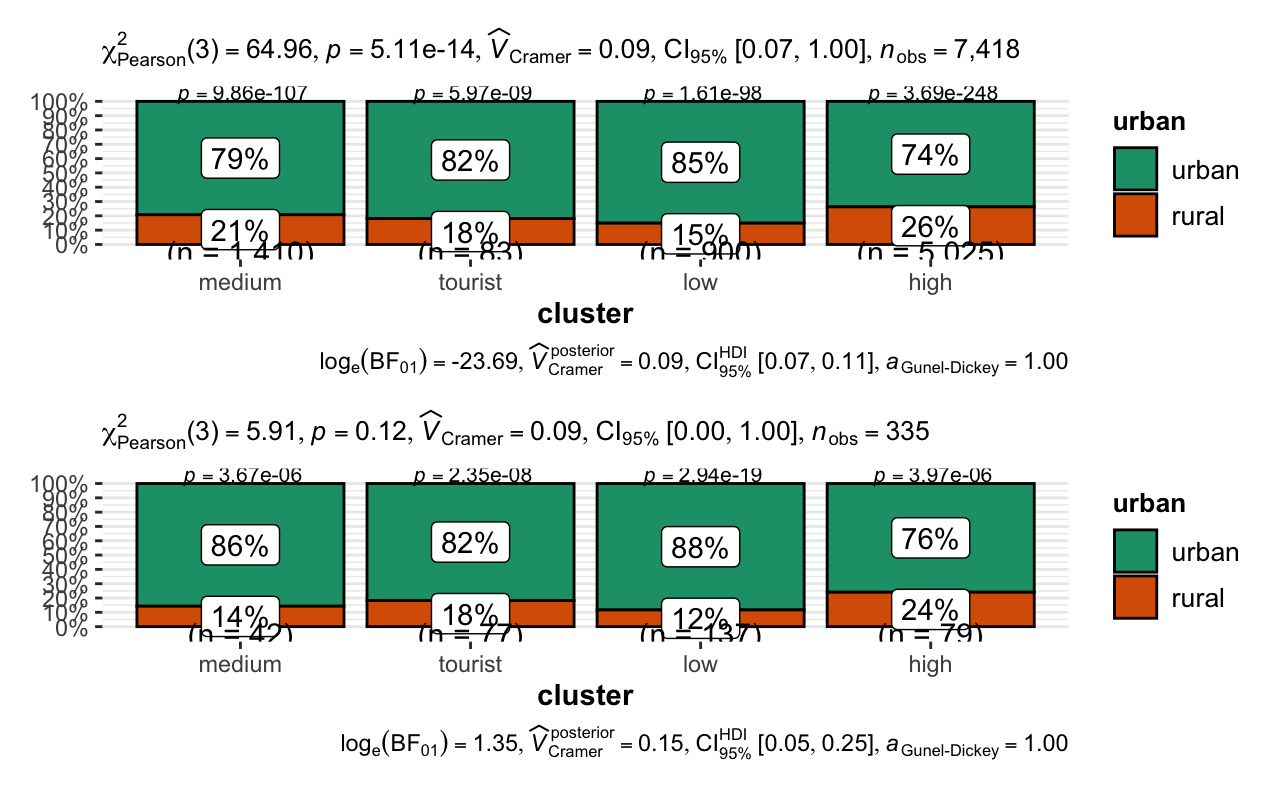 χ²Pearson(3) = 64.96, p = 5.11e-14, V̂Cramer = 0.09, CI95% [0.07, 1.00], nobs = 7,418
p = 9.86e-107 p = 5.97e-09 p = 1.61e-98 p = 3.69e-248
100%
90%
80%
70%
60%
50%
40%
30%
20%
10%
0%
79% 82% 85% 74%
21% 18% 15% 26%
(n = 1,410) (n = 83) (n = 900) (n = 5,025)
medium tourist low high
cluster
urban
urban
rural
loge(BF01) = -23.69, V̂posteriorCramer = 0.09, CIHDI95% [0.07, 0.11], aGunel-Dickey = 1.00
χ²Pearson(3) = 5.91, p = 0.12, V̂Cramer = 0.09, CI95% [0.00, 1.00], nobs = 335
p = 3.67e-06 p = 2.35e-08 p = 2.94e-19 p = 3.97e-06
100%
90%
80%
70%
60%
50%
40%
30%
20%
10%
0%
86% 82% 88% 76%
14% 18% 12% 24%
(n = 42) (n = 77) (n = 137) (n = 79)
medium tourist low high
cluster
urban
urban
rural
loge(BF01) = 1.35, V̂posteriorCramer = 0.15, CIHDI95% [0.05, 0.25], aGunel-Dickey = 1.00